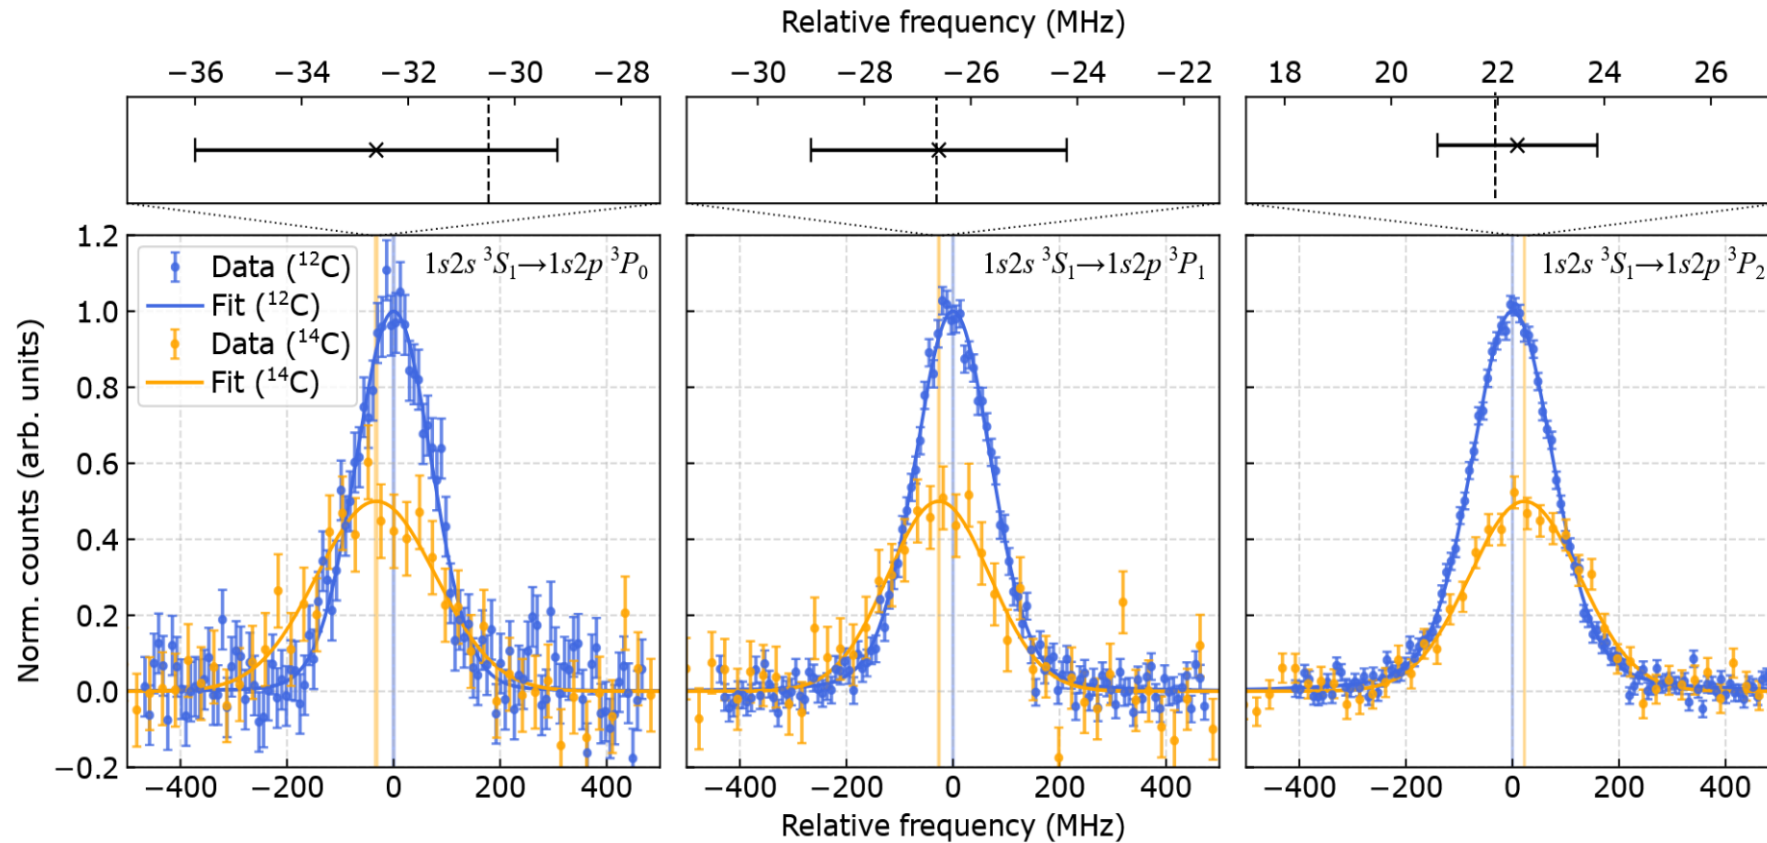 Relative frequency (MHz)
−36 −34 −32 −30 −28 −30 −28 −26 −24 −22 18 20 22 24 26
1.2
1.0
0.8
0.6
0.4
0.2
0.0
−0.2
Norm. counts (arb. units)
Data (¹²C)
Fit (¹²C)
Data (¹⁴C)
Fit (¹⁴C)
1s2s ³S₁→1s2p ³P₀
1s2s ³S₁→1s2p ³P₁
1s2s ³S₁→1s2p ³P₂
−400 −200 0 200 400 −400 −200 0 200 400 −400 −200 0 200 400
Relative frequency (MHz)